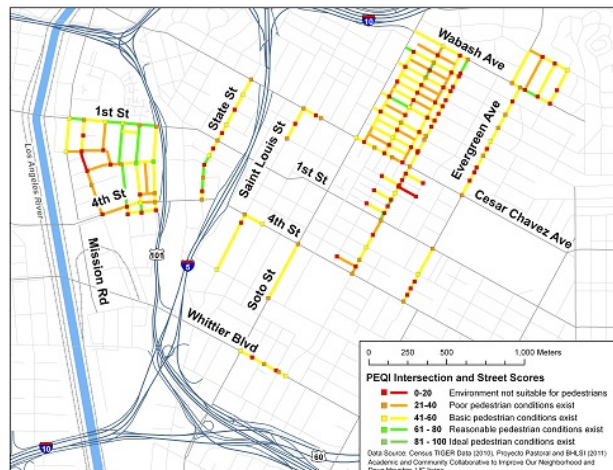 10
Wabash Ave
1st St
State St
Saint Louis St
Evergreen Ave
Los Angeles River
1st St
4th St
4th St
Cesar Chavez Ave
Mission Rd
101
5
Soto St
Whittier Blvd
0 250 500 1,000 Meters
PEQI Intersection and Street Scores
0-20 Environment not suitable for pedestrians
21-40 Poor pedestrian conditions exist
41-60 Basic pedestrian conditions exist
61 - 80 Reasonable pedestrian conditions exist
81 - 100 Ideal pedestrian conditions exist
10
60
Data Source: Census TIGER Data (2010), Proyecto Pastoral and BHLSI (2011)
Academic and Community Collaboration to Improve Our Neighborhood and